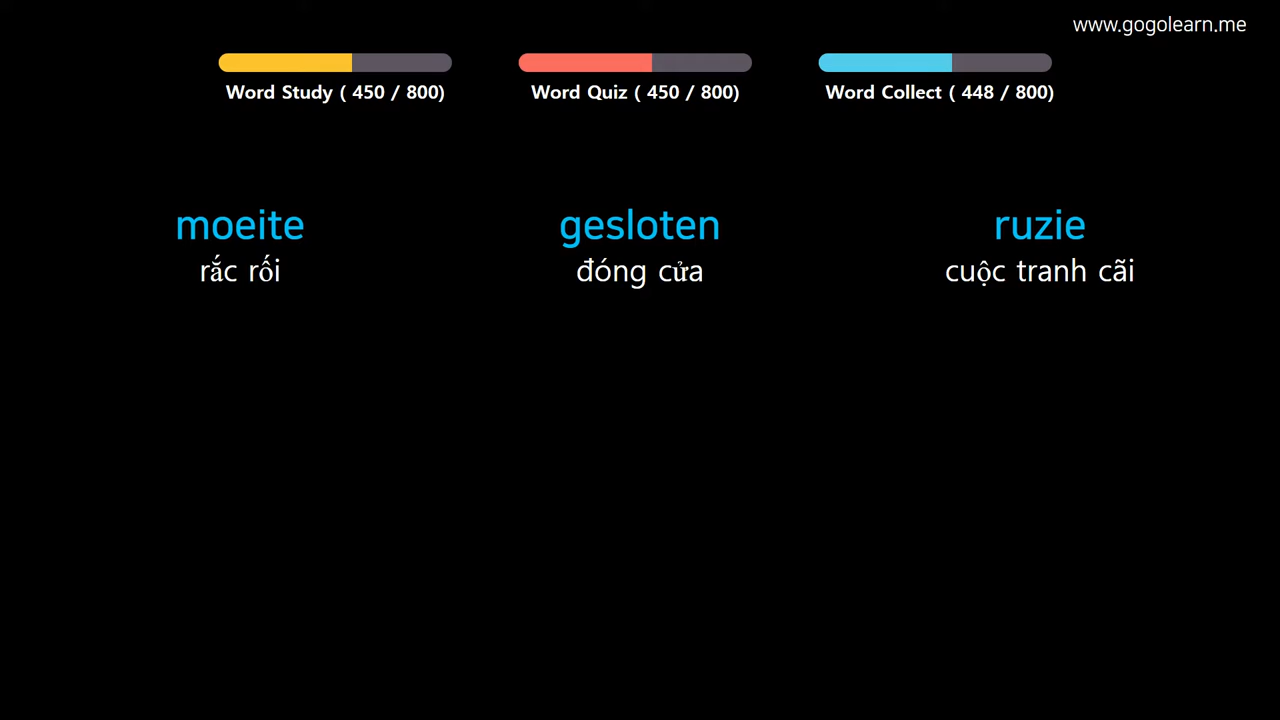 www.gogolearn.me
Word Study ( 450 / 800)
Word Quiz ( 450 / 800)
Word Collect ( 448 / 800)
moeite
rắc rối
gesloten
đóng cửa
ruzie
cuộc tranh cãi